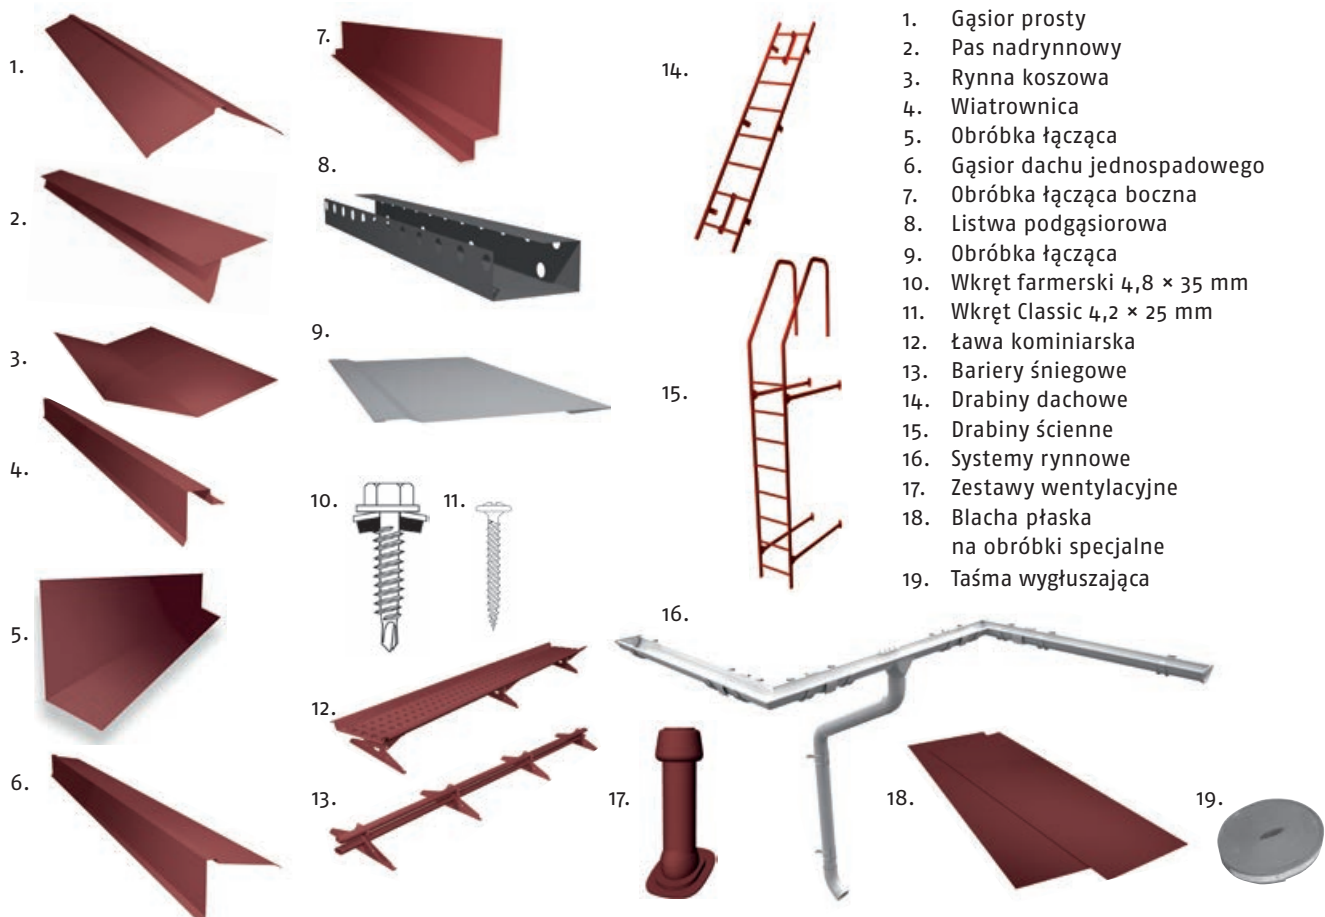 1.
2.
3.
4.
5.
6.
7.
8.
9.
10.
11.
12.
13.
14.
15.
16.
17.
18.
19.
1. Gąsior prosty
2. Pas nadrynnowy
3. Rynna koszowa
4. Wiatrownica
5. Obróbka łącząca
6. Gąsior dachu jednospadowego
7. Obróbka łącząca boczna
8. Listwa podgąsiorowa
9. Obróbka łącząca
10. Wkręt farmerski 4,8 × 35 mm
11. Wkręt Classic 4,2 × 25 mm
12. Ława kominiarska
13. Bariery śniegowe
14. Drabiny dachowe
15. Drabiny ścienne
16. Systemy rynnowe
17. Zestawy wentylacyjne
18. Blacha płaska
na obróbki specjalne
19. Taśma wygłuszająca